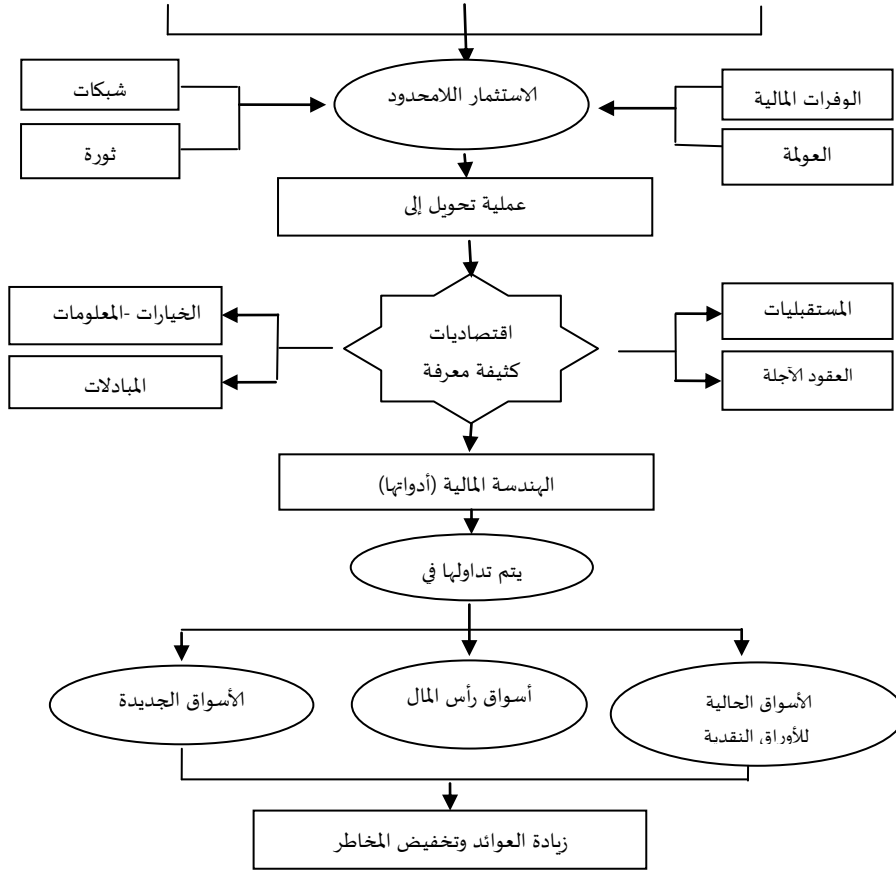 الاستثمار اللامحدود
الوفرات المالية
شبكات
العولمة
ثورة
عملية تحويل إلى
المستقبليات
الخيارات -المعلومات
اقتصاديات
كثيفة معرفة
العقود الآجلة
المبادلات
الهندسة المالية (أدواتها)
يتم تداولها في
الأسواق الحالية
للأوراق النقدية
أسواق رأس المال
الأسواق الجديدة
زيادة العوائد وتخفيض المخاطر